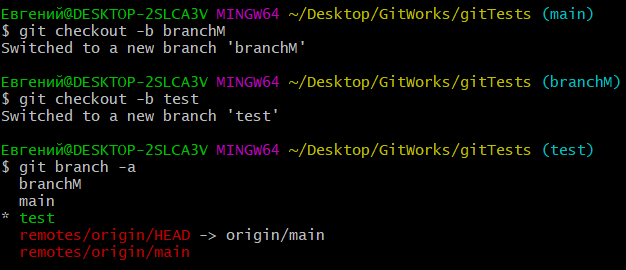 Евгений@DESKTOP-2SLCA3V MINGW64 ~/Desktop/GitWorks/gitTests (main)
$ git checkout -b branchM
Switched to a new branch 'branchM'
Евгений@DESKTOP-2SLCA3V MINGW64 ~/Desktop/GitWorks/gitTests (branchM)
$ git checkout -b test
Switched to a new branch 'test'
Евгений@DESKTOP-2SLCA3V MINGW64 ~/Desktop/GitWorks/gitTests (test)
$ git branch -a
branchM
main
* test
remotes/origin/HEAD -> origin/main
remotes/origin/main